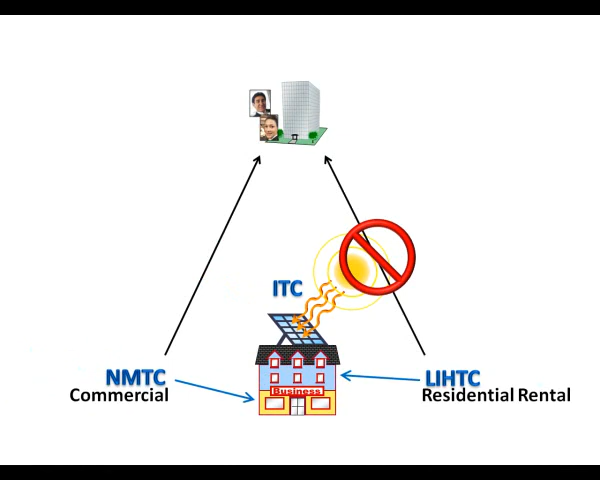 ITC
NMTC
Commercial
Business
LIHTC
Residential Rental